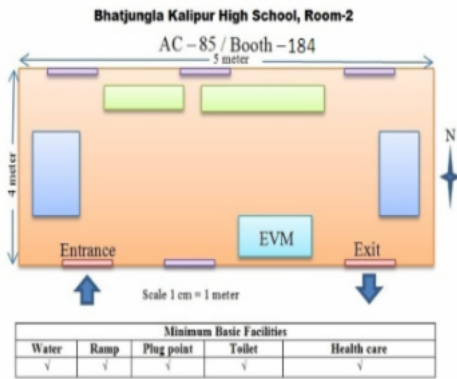 Bhatjungla Kalipur High School, Room-2
AC – 85 / Booth – 184
5 meter
4 meter
N
Entrance
EVM
Exit
Scale 1 cm = 1 meter
Minimum Basic Facilities
Water Ramp Plug point Toilet Health care
√ √ √ √ √